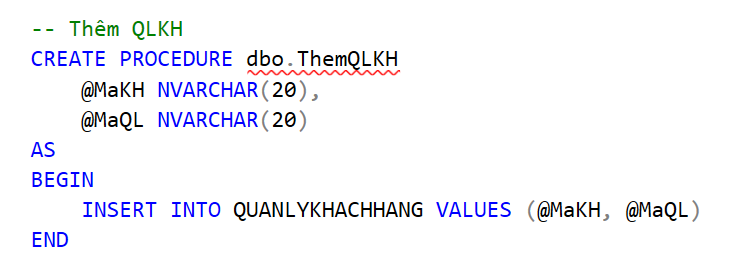 -- Thêm QLKH
CREATE PROCEDURE dbo.ThemQLKH
@MaKH NVARCHAR(20),
@MaQL NVARCHAR(20)
AS
BEGIN
INSERT INTO QUANLYKHACHHANG VALUES (@MaKH, @MaQL)
END